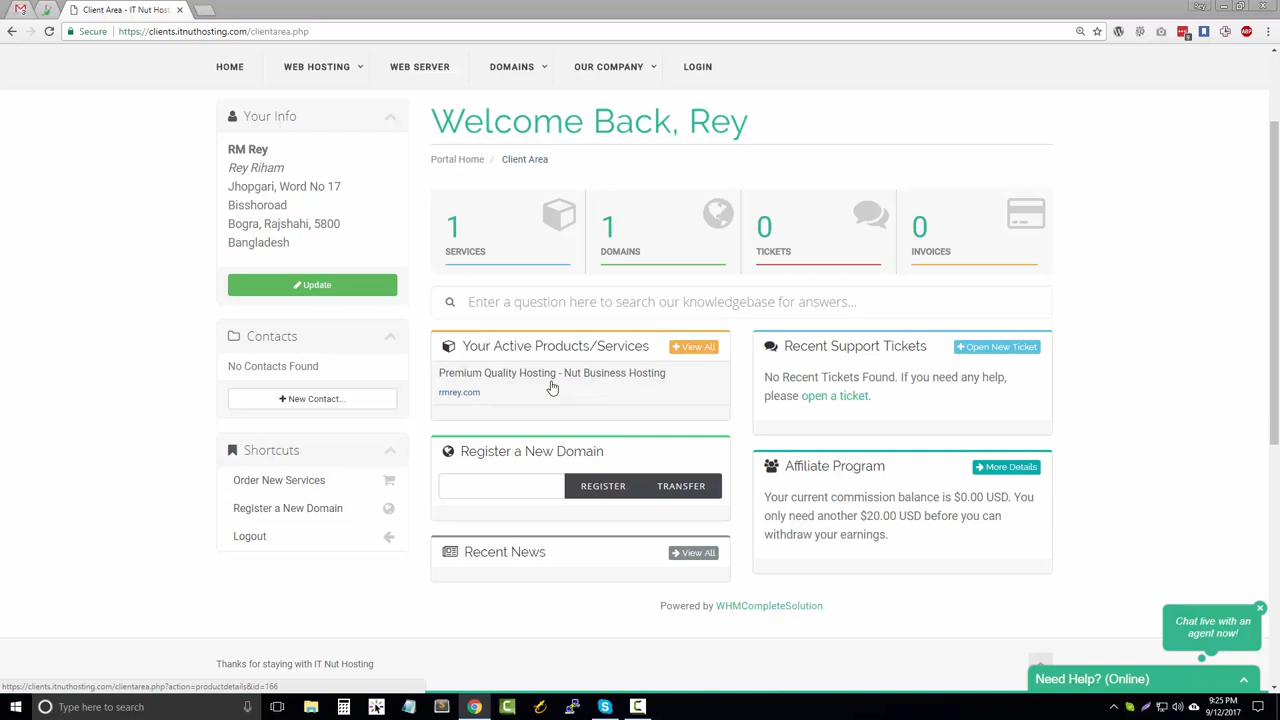 Client Area - IT Nut Host
Rey
Secure
https://clients.itnuthosting.com/clientarea.php
HOME
WEB HOSTING
WEB SERVER
DOMAINS
OUR COMPANY
LOGIN
Your Info
RM Rey
Rey Riham
Jhopgari, Word No 17
Bisshoroad
Bogra, Rajshahi, 5800
Bangladesh
Update
Contacts
No Contacts Found
New Contact...
Shortcuts
Order New Services
Register a New Domain
Logout
Welcome Back, Rey
Portal Home / Client Area
1
SERVICES
1
DOMAINS
0
TICKETS
0
INVOICES
Enter a question here to search our knowledgebase for answers...
Your Active Products/Services
View All
Premium Quality Hosting - Nut Business Hosting
rmrey.com
Register a New Domain
REGISTER
TRANSFER
Recent News
View All
Recent Support Tickets
Open New Ticket
No Recent Tickets Found. If you need any help,
please open a ticket.
Affiliate Program
More Details
Your current commission balance is $0.00 USD. You
only need another $20.00 USD before you can
withdraw your earnings.
Powered by WHMCompleteSolution
Chat live with an
agent now!
Thanks for staying with IT Nut Hosting
Need Help? (Online)
https://clients.itnuthosting.com/clientarea.php?action=productdetails&id=166
Type here to search
9:25 PM
9/12/2017